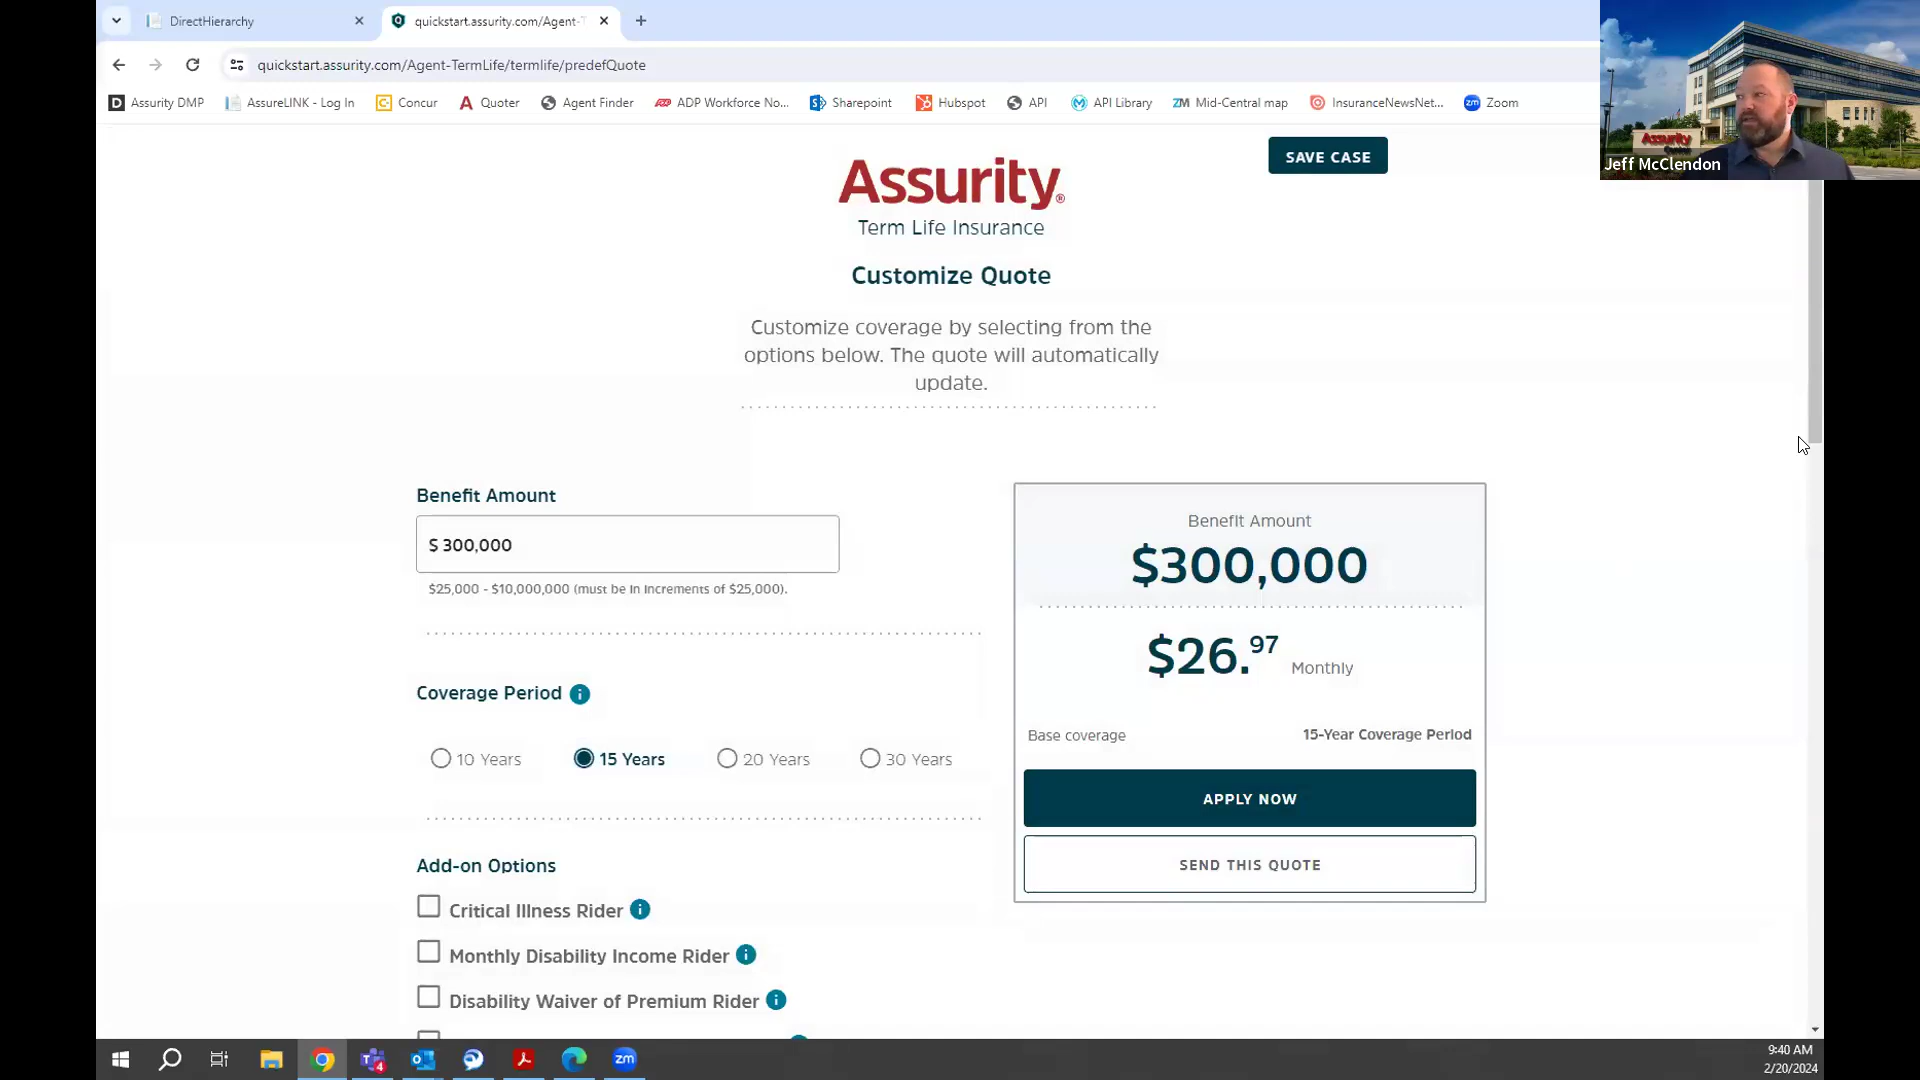 DirectHierarchy
quickstart.assurity.com/Agent-T
quickstart.assurity.com/Agent-TermLife/termlife/predefQuote
Assurity DMP
AssureLINK - Log In
Concur
Quoter
Agent Finder
ADP Workforce No...
Sharepoint
Hubspot
API
API Library
ZM Mid-Central map
InsuranceNewsNet...
zm Zoom
Assurity
Jeff McClendon
SAVE CASE
Assurity®
Term Life Insurance
Customize Quote
Customize coverage by selecting from the
options below. The quote will automatically
update.
Benefit Amount
$ 300,000
$25,000 - $10,000,000 (must be in increments of $25,000).
Coverage Period i
10 Years
15 Years
20 Years
30 Years
Add-on Options
Critical Illness Rider i
Monthly Disability Income Rider i
Disability Waiver of Premium Rider i
Benefit Amount
$300,000
$26.97 Monthly
Base coverage
15-Year Coverage Period
APPLY NOW
SEND THIS QUOTE
4
zm
9:40 AM
2/20/2024